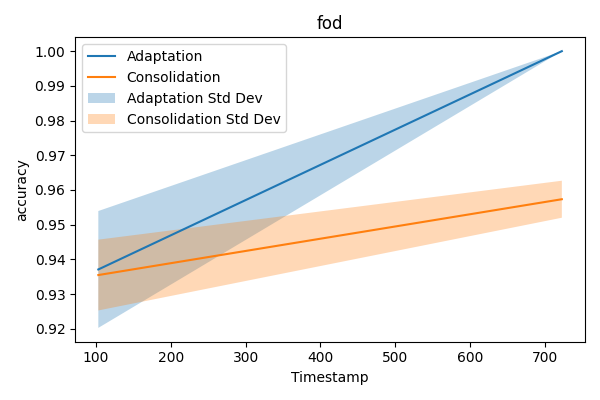 fod
1.00
0.99
0.98
0.97
0.96
0.95
0.94
0.93
0.92
accuracy
Adaptation
Consolidation
Adaptation Std Dev
Consolidation Std Dev
100 200 300 400 500 600 700
Timestamp